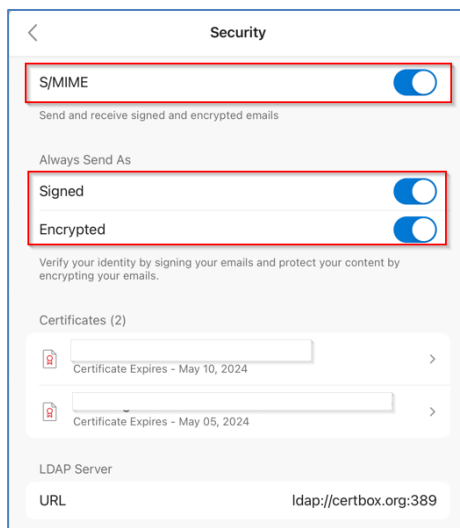 Security
S/MIME
Send and receive signed and encrypted emails
Always Send As
Signed
Encrypted
Verify your identity by signing your emails and protect your content by
encrypting your emails.
Certificates (2)
Certificate Expires - May 10, 2024
Certificate Expires - May 05, 2024
LDAP Server
URL ldap://certbox.org:389